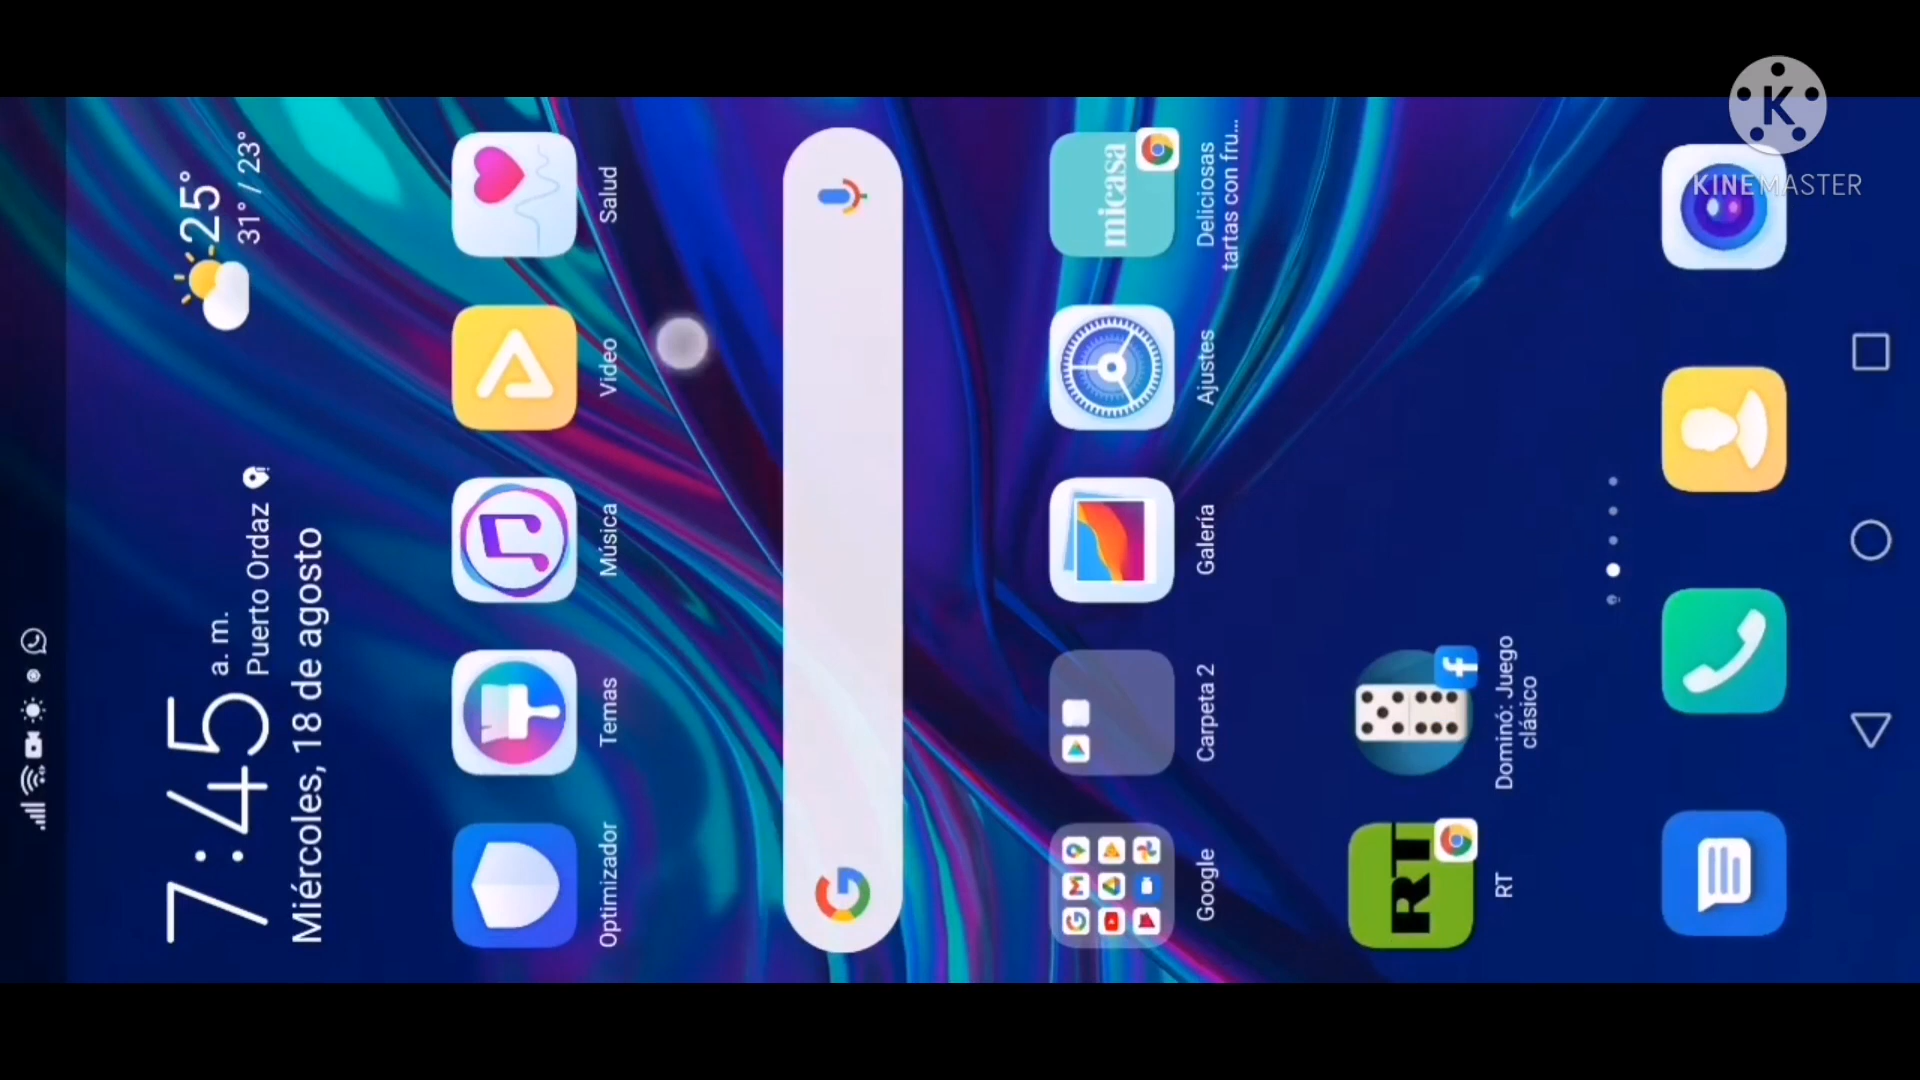 7:45 a. m.
Puerto Ordaz
Miércoles, 18 de agosto
25°
31° / 23°
Optimizador
Temas
Música
Video
Salud
Google
Carpeta 2
Galería
Ajustes
micasa
Deliciosas
tartas con fru...
RT
RT
Dominó: Juego
clásico
K
KINEMASTER